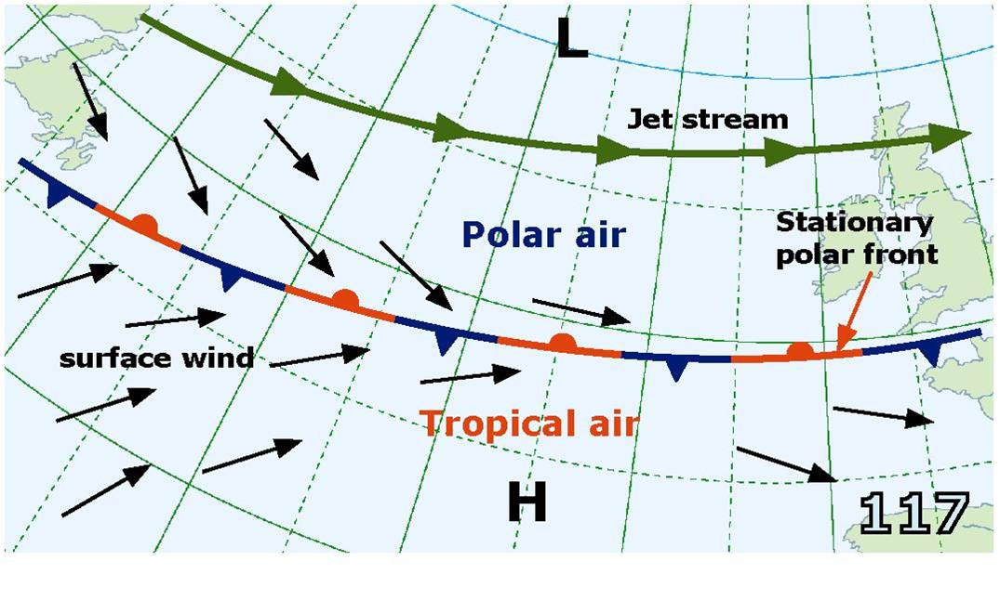 L
Jet stream
Polar air
Stationary
polar front
surface wind
Tropical air
H
117